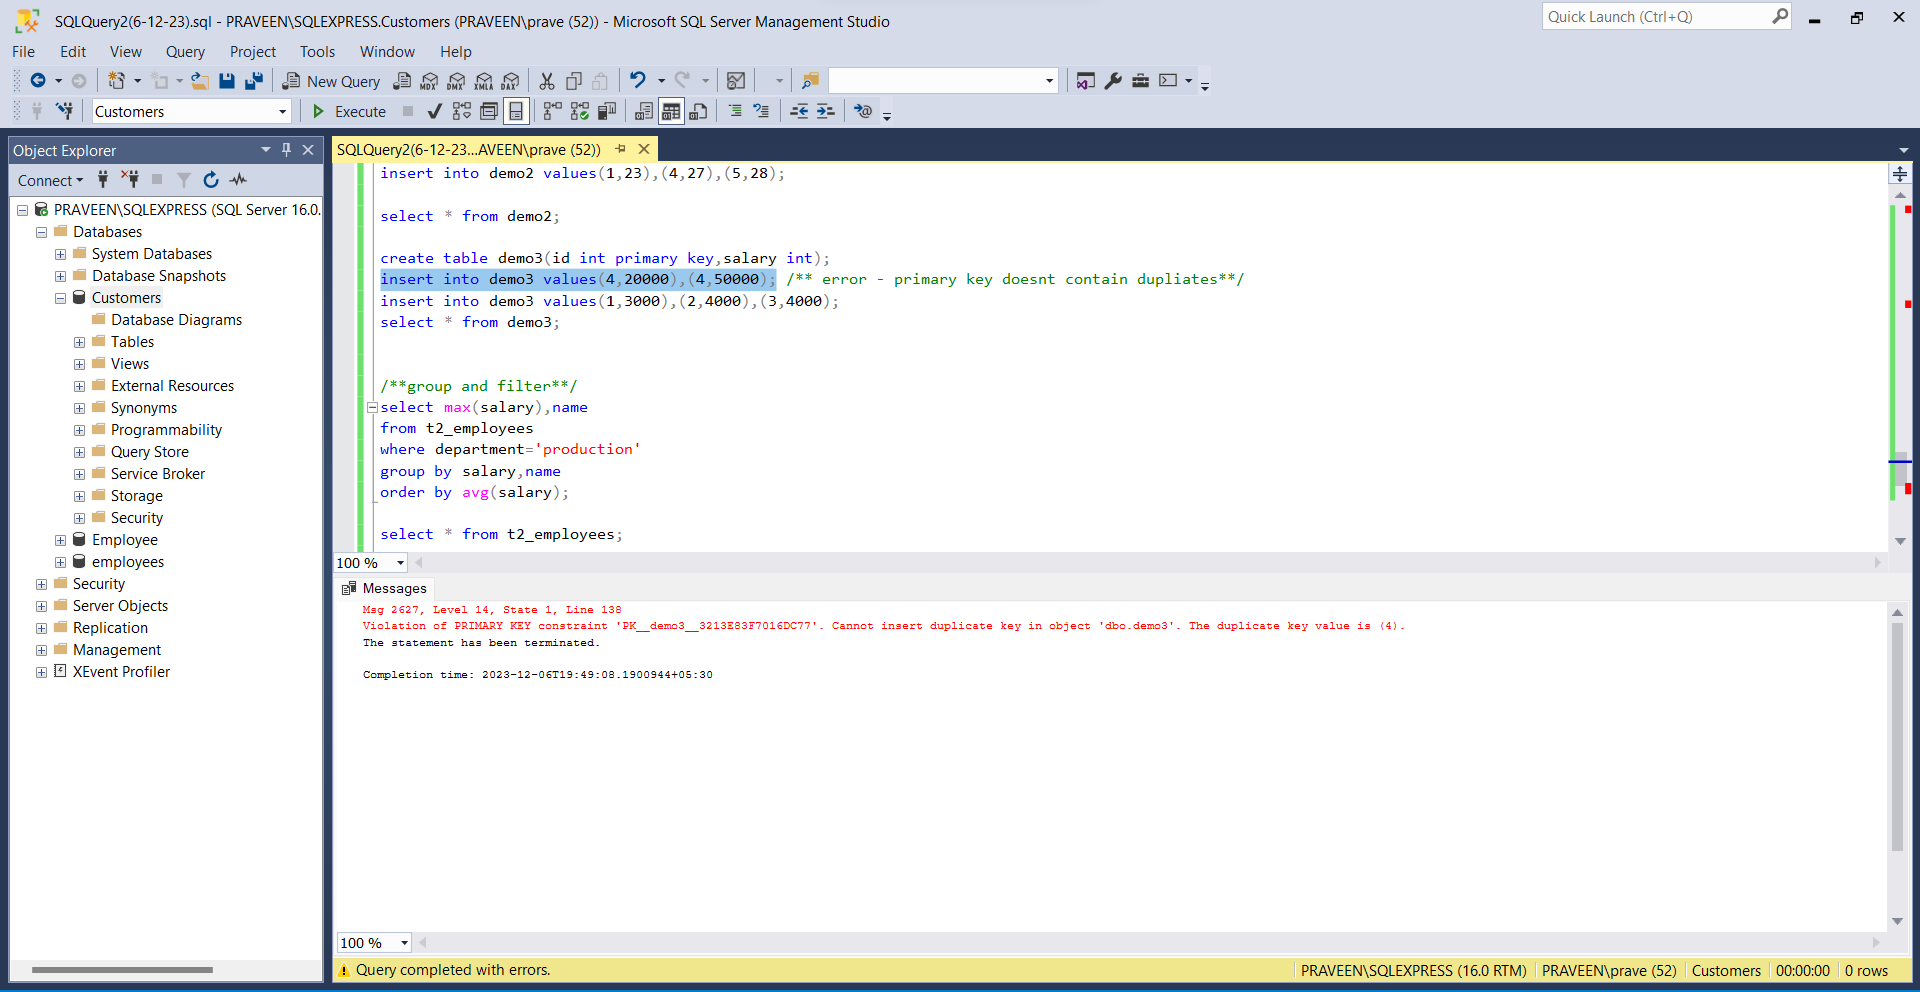 SQLQuery2(6-12-23).sql - PRAVEEN\SQLEXPRESS.Customers (PRAVEEN\prave (52)) - Microsoft SQL Server Management Studio
Quick Launch (Ctrl+Q)
File Edit View Query Project Tools Window Help
New Query MDX DMX XMLA DAX
Customers Execute
Object Explorer
Connect
PRAVEEN\SQLEXPRESS (SQL Server 16.0.
Databases
System Databases
Database Snapshots
Customers
Database Diagrams
Tables
Views
External Resources
Synonyms
Programmability
Query Store
Service Broker
Storage
Security
Employee
employees
Security
Server Objects
Replication
Management
XEvent Profiler
SQLQuery2(6-12-23...AVEEN\prave (52))
insert into demo2 values(1,23),(4,27),(5,28);
select * from demo2;
create table demo3(id int primary key,salary int);
insert into demo3 values(4,20000),(4,50000); /** error - primary key doesnt contain dupliates**/
insert into demo3 values(1,3000),(2,4000),(3,4000);
select * from demo3;
/**group and filter**/
select max(salary),name
from t2_employees
where department='production'
group by salary,name
order by avg(salary);
select * from t2_employees;
100 %
Messages
Msg 2627, Level 14, State 1, Line 138
Violation of PRIMARY KEY constraint 'PK__demo3__3213E83F7016DC77'. Cannot insert duplicate key in object 'dbo.demo3'. The duplicate key value is (4).
The statement has been terminated.
Completion time: 2023-12-06T19:49:08.1900944+05:30
100 %
Query completed with errors.
PRAVEEN\SQLEXPRESS (16.0 RTM) PRAVEEN\prave (52) Customers 00:00:00 0 rows